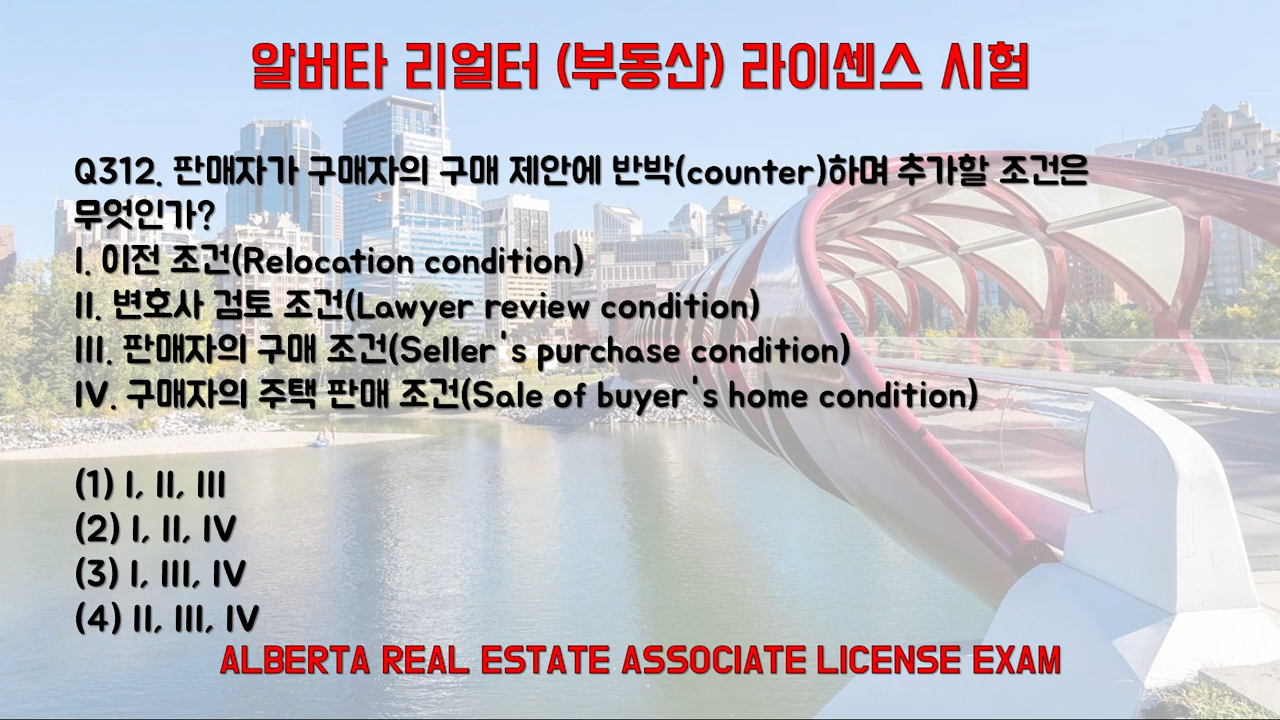 알버타 리얼터 (부동산) 라이센스 시험
Q312. 판매자가 구매자의 구매 제안에 반박(counter)하며 추가할 조건은
무엇인가?
I. 이전 조건(Relocation condition)
II. 변호사 검토 조건(Lawyer review condition)
III. 판매자의 구매 조건(Seller's purchase condition)
IV. 구매자의 주택 판매 조건(Sale of buyer's home condition)
(1) I, II, III
(2) I, II, IV
(3) I, III, IV
(4) II, III, IV
ALBERTA REAL ESTATE ASSOCIATE LICENSE EXAM